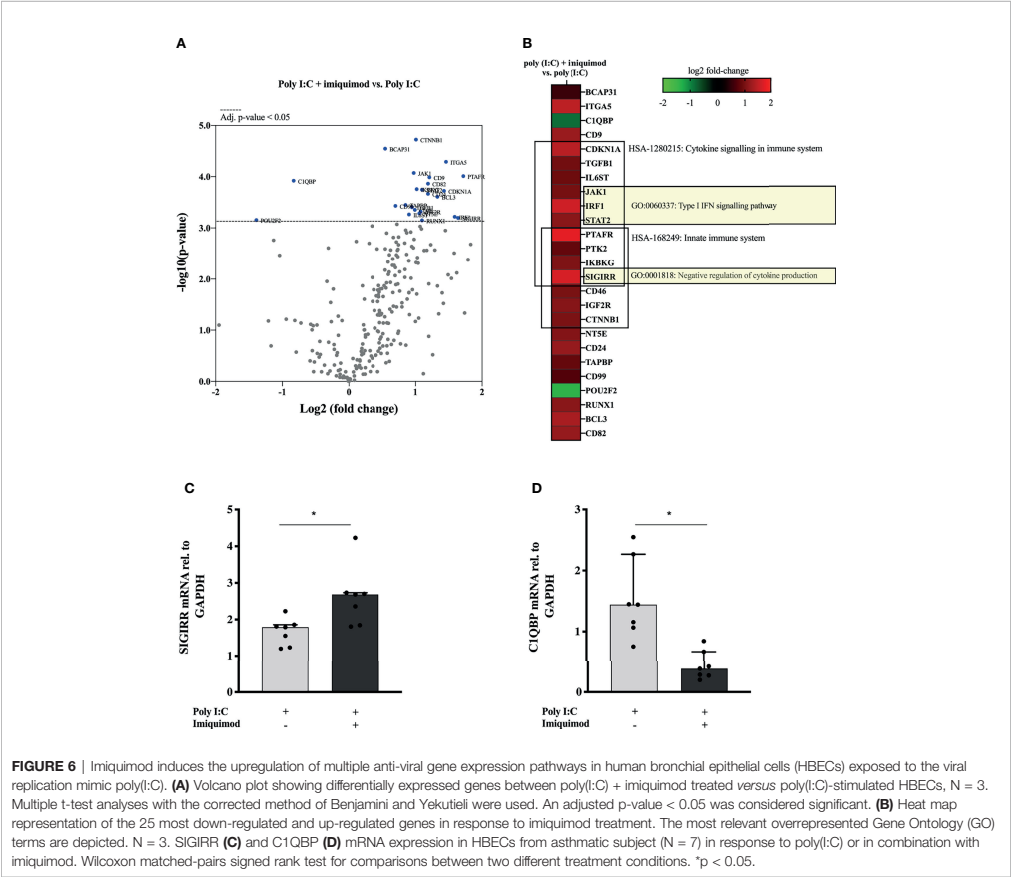 A
Poly I:C + imiquimod vs. Poly I:C
-------
Adj. p-value < 0.05
-log10(p-value)
5.0
4.0
3.0
2.0
1.0
0.0
-2
-1
0
1
2
Log2 (fold change)
CTNNB1
BCAP31
ITGA5
JAK1
PTAFR
CD9
CD82
C1QBP
CDKN1A
BCL3
POU2F2
RUNX1
B
poly (I:C) + iniquimod
vs. poly (I:C)
log2 fold-change
-2
-1
0
1
2
BCAP31
ITGA5
C1QBP
CD9
CDKN1A
HSA-1280215: Cytokine signalling in immune system
TGFB1
IL6ST
JAK1
IRF1
GO:0060337: Type I IFN signalling pathway
STAT2
PTAFR
HSA-168249: Innate immune system
PTK2
IKBKG
SIGIRR
GO:0001818: Negative regulation of cytokine production
CD46
IGF2R
CTNNB1
NT5E
CD24
TAPBP
CD99
POU2F2
RUNX1
BCL3
CD82
C
SIGIRR mRNA rel. to
GAPDH
5
4
3
2
1
0
*
Poly I:C + +
Imiquimod - +
D
C1QBP mRNA rel. to
GAPDH
3
2
1
0
*
Poly I:C + +
Imiquimod - +
FIGURE 6 | Imiquimod induces the upregulation of multiple anti-viral gene expression pathways in human bronchial epithelial cells (HBECs) exposed to the viral
replication mimic poly(I:C). (A) Volcano plot showing differentially expressed genes between poly(I:C) + imiquimod treated versus poly(I:C)-stimulated HBECs, N = 3.
Multiple t-test analyses with the corrected method of Benjamini and Yekutieli were used. An adjusted p-value < 0.05 was considered significant. (B) Heat map
representation of the 25 most down-regulated and up-regulated genes in response to imiquimod treatment. The most relevant overrepresented Gene Ontology (GO)
terms are depicted. N = 3. SIGIRR (C) and C1QBP (D) mRNA expression in HBECs from asthmatic subject (N = 7) in response to poly(I:C) or in combination with
imiquimod. Wilcoxon matched-pairs signed rank test for comparisons between two different treatment conditions. *p < 0.05.